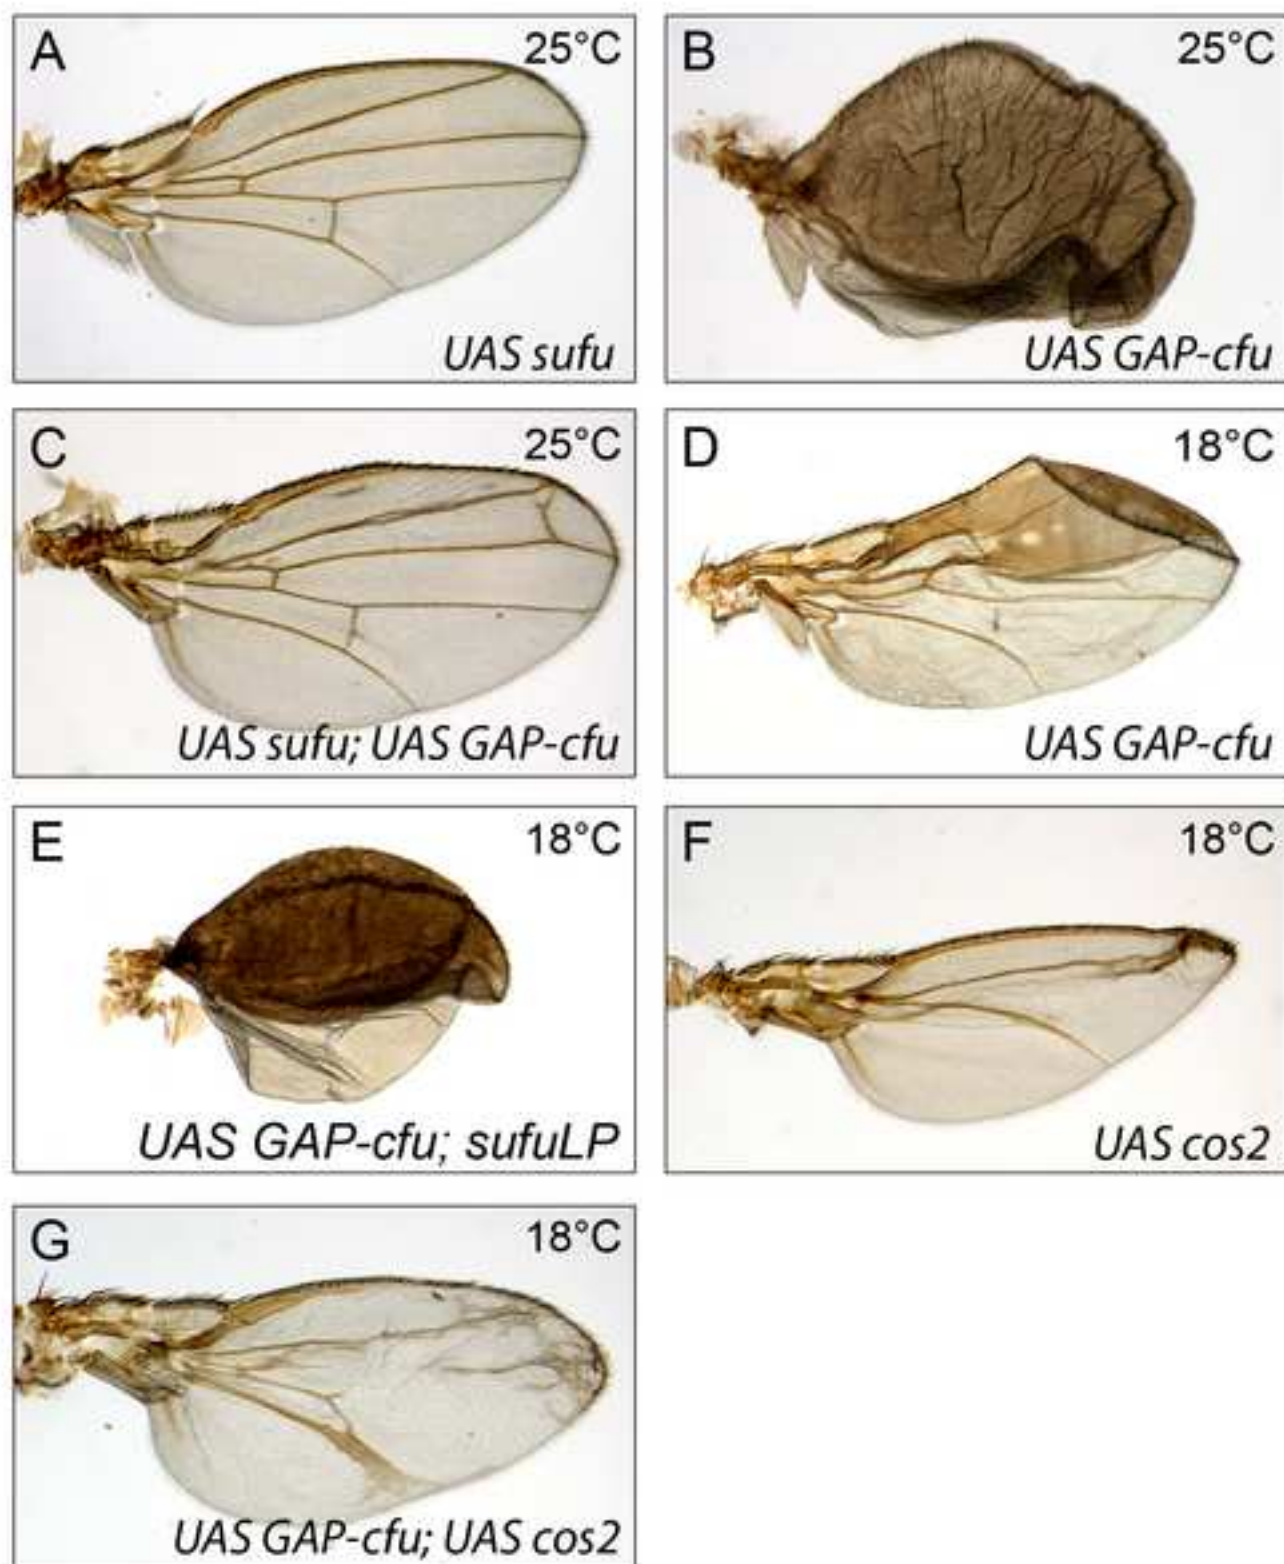 A 25°C
UAS sufu
B 25°C
UAS GAP-cfu
C 25°C
UAS sufu; UAS GAP-cfu
D 18°C
UAS GAP-cfu
E 18°C
UAS GAP-cfu; sufuLP
F 18°C
UAS cos2
G 18°C
UAS GAP-cfu; UAS cos2